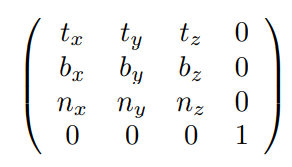 t_x t_y t_z 0
b_x b_y b_z 0
n_x n_y n_z 0
0 0 0 1